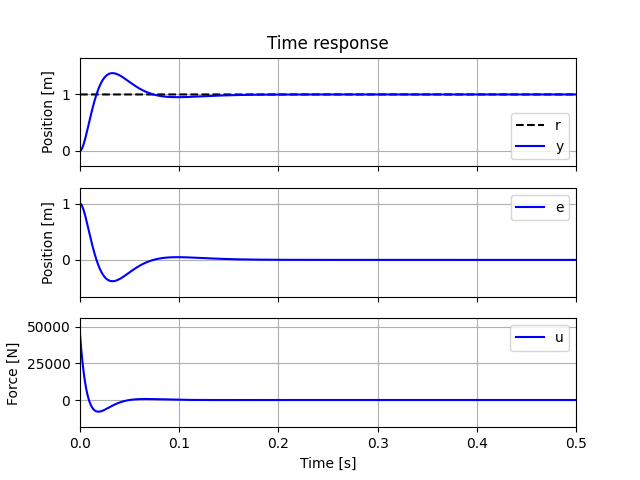 Time response
Position [m]
1
0
r
y
Position [m]
1
0
e
Force [N]
50000
25000
0
u
0.0 0.1 0.2 0.3 0.4 0.5
Time [s]